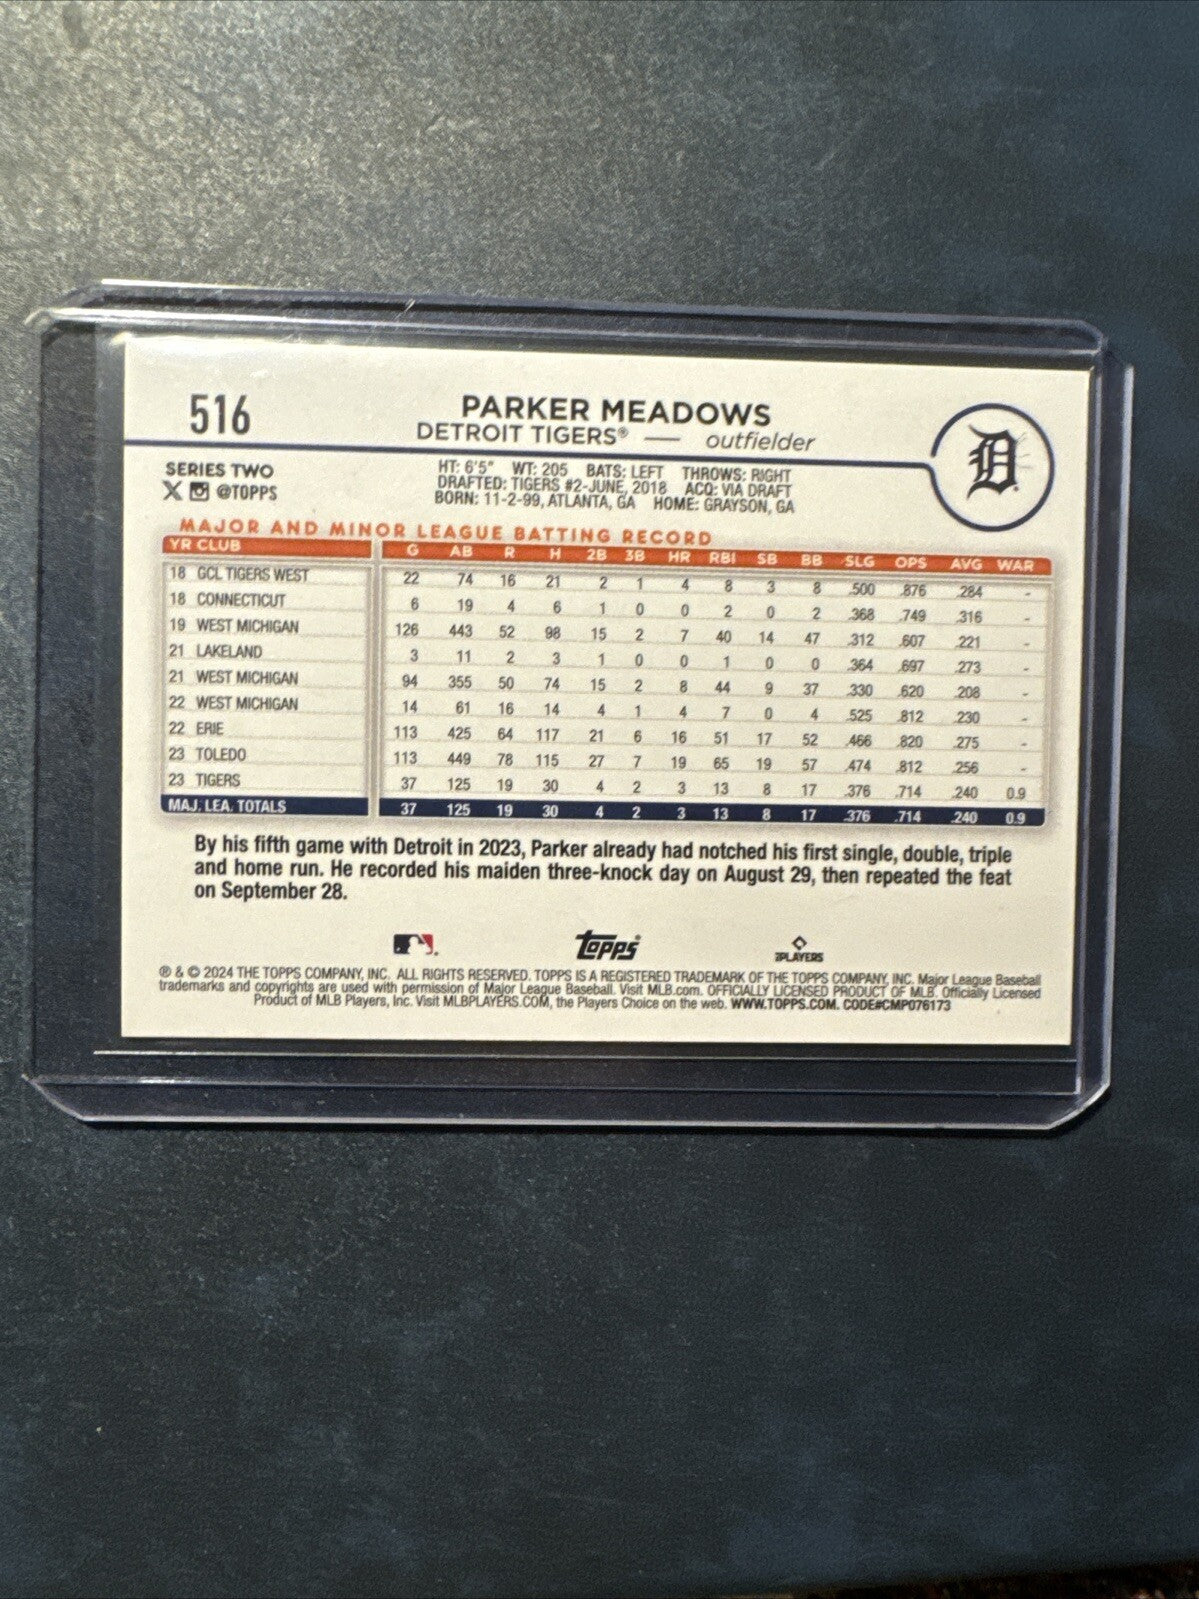 516
PARKER MEADOWS
DETROIT TIGERS® — outfielder
D
SERIES TWO
X @TOPPS
HT: 6'5" WT: 205 BATS: LEFT THROWS: RIGHT
DRAFTED: TIGERS #2-JUNE, 2018 ACQ: VIA DRAFT
BORN: 11-2-99, ATLANTA, GA HOME: GRAYSON, GA
MAJOR AND MINOR LEAGUE BATTING RECORD
YR CLUB G AB R H 2B 3B HR RBI SB BB SLG OPS AVG WAR
18 GCL TIGERS WEST 22 74 16 21 2 1 4 8 3 8 .500 .876 .284 -
18 CONNECTICUT 6 19 4 6 1 0 0 2 0 2 .368 .749 .316 -
19 WEST MICHIGAN 126 443 52 98 15 2 7 40 14 47 .312 .607 .221 -
21 LAKELAND 3 11 2 3 1 0 0 1 0 0 .364 .697 .273 -
21 WEST MICHIGAN 94 355 50 74 15 2 8 44 9 37 .330 .620 .208 -
22 WEST MICHIGAN 14 61 16 14 4 1 4 7 0 4 .525 .812 .230 -
22 ERIE 113 425 64 117 21 6 16 51 17 52 .466 .820 .275 -
23 TOLEDO 113 449 78 115 27 7 19 65 19 57 .474 .812 .256 -
23 TIGERS 37 125 19 30 4 2 3 13 8 17 .376 .714 .240 0.9
MAJ. LEA. TOTALS 37 125 19 30 4 2 3 13 8 17 .376 .714 .240 0.9
By his fifth game with Detroit in 2023, Parker already had notched his first single, double, triple
and home run. He recorded his maiden three-knock day on August 29, then repeated the feat
on September 28.
Topps® PLAYERS
® & © 2024 THE TOPPS COMPANY, INC. ALL RIGHTS RESERVED. TOPPS IS A REGISTERED TRADEMARK OF THE TOPPS COMPANY, INC. Major League Baseball
trademarks and copyrights are used with permission of Major League Baseball. Visit MLB.com. OFFICIALLY LICENSED PRODUCT OF MLB. Officially Licensed
Product of MLB Players, Inc. Visit MLBPLAYERS.COM, the Players Choice on the web. WWW.TOPPS.COM. CODE#CMP076173